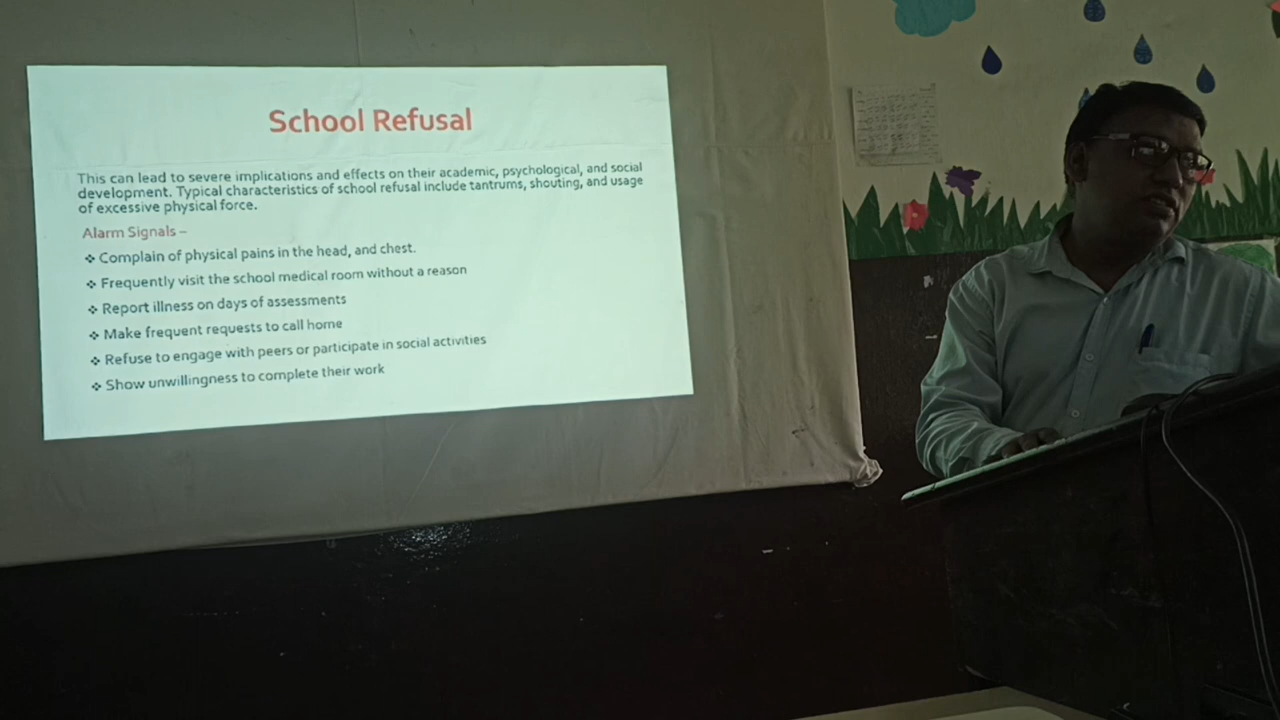 School Refusal
This can lead to severe implications and effects on their academic, psychological, and social
development. Typical characteristics of school refusal include tantrums, shouting, and usage
of excessive physical force.
Alarm Signals –
❖ Complain of physical pains in the head, and chest.
❖ Frequently visit the school medical room without a reason
❖ Report illness on days of assessments
❖ Make frequent requests to call home
❖ Refuse to engage with peers or participate in social activities
❖ Show unwillingness to complete their work